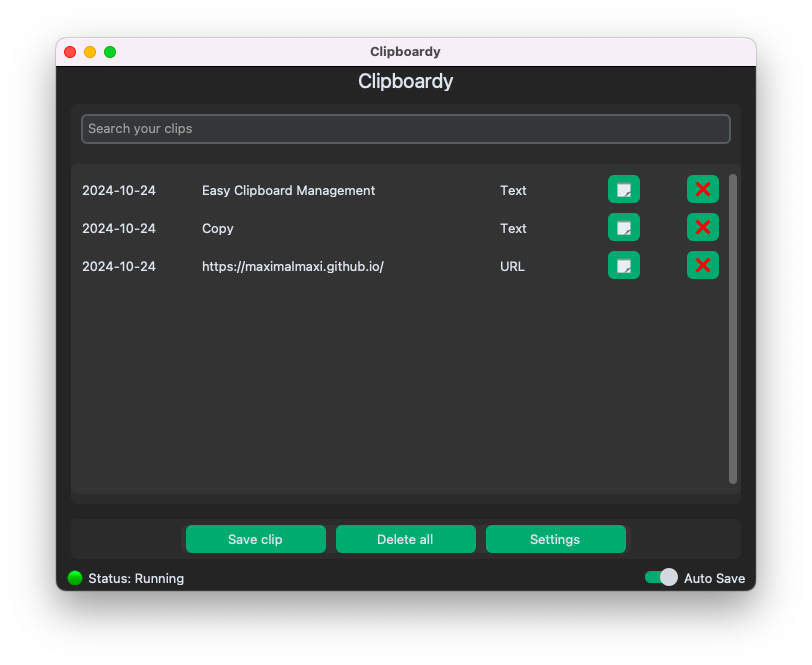 Clipboardy
Clipboardy
Search your clips
2024-10-24 Easy Clipboard Management Text
2024-10-24 Copy Text
2024-10-24 https://maximalmaxi.github.io/ URL
Save clip Delete all Settings
Status: Running Auto Save